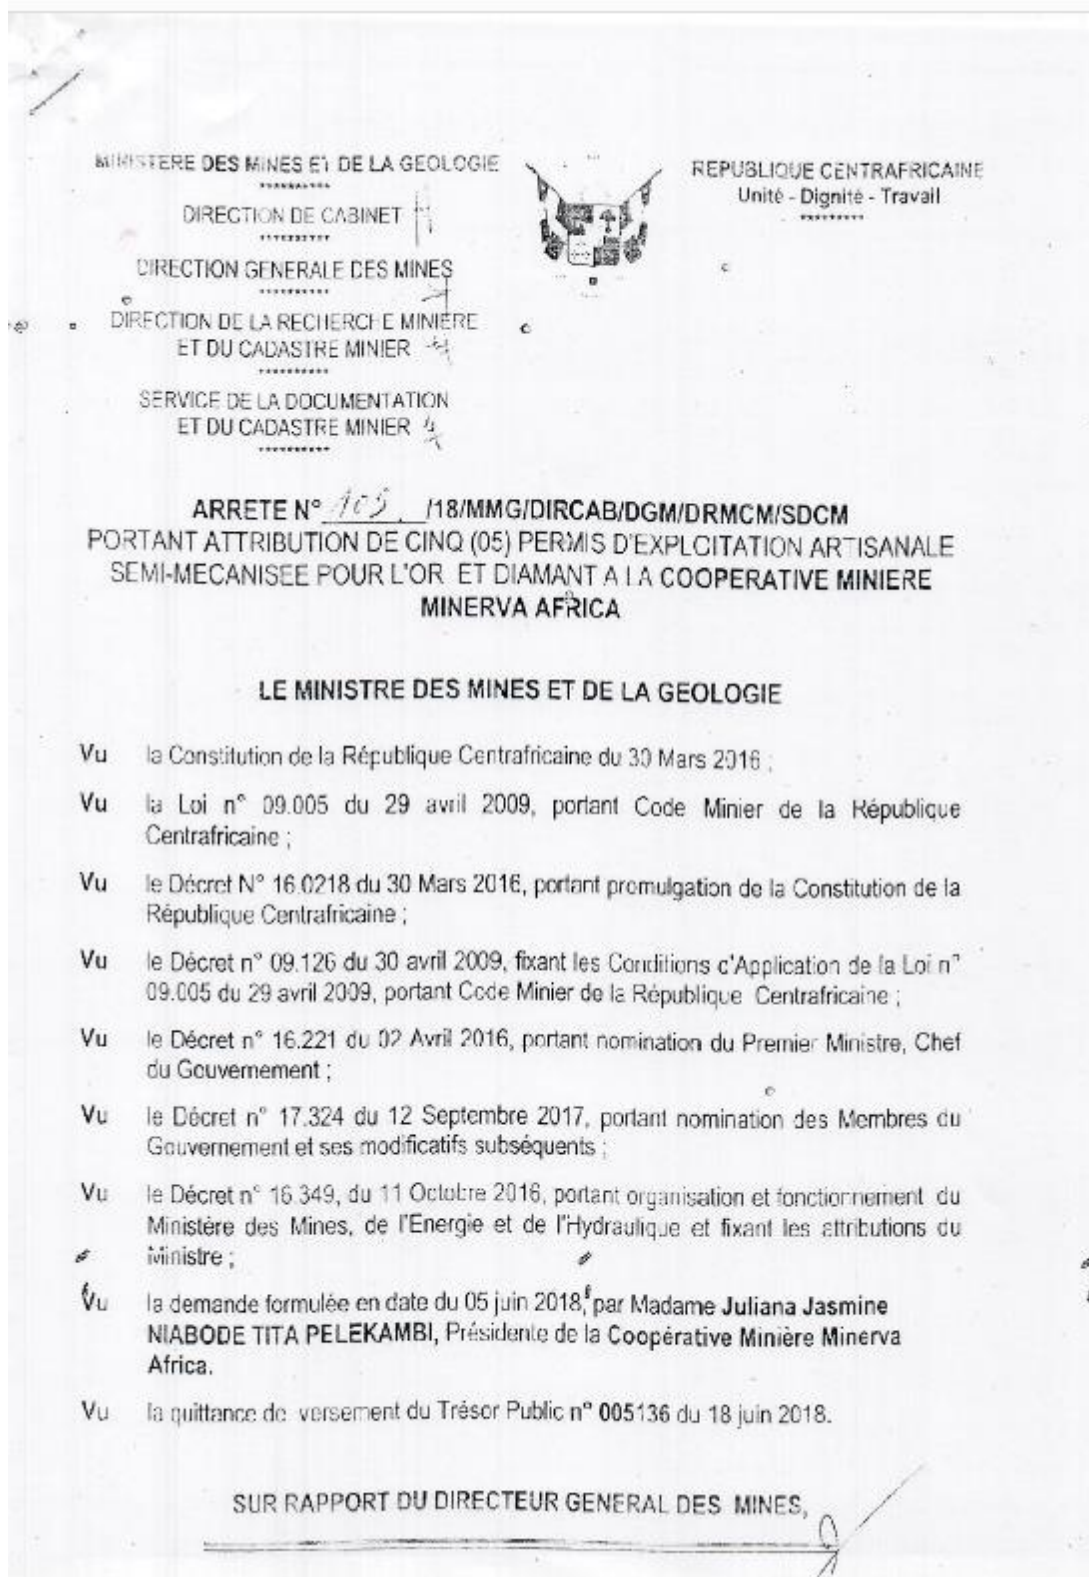 MINISTERE DES MINES ET DE LA GEOLOGIE
**********
DIRECTION DE CABINET
**********
DIRECTION GENERALE DES MINES
**********
DIRECTION DE LA RECHERCHE MINIERE
ET DU CADASTRE MINIER
**********
SERVICE DE LA DOCUMENTATION
ET DU CADASTRE MINIER
**********
REPUBLIQUE CENTRAFRICAINE
Unité - Dignité - Travail
*********
ARRETE N° 105 /18/MMG/DIRCAB/DGM/DRMCM/SDCM
PORTANT ATTRIBUTION DE CINQ (05) PERMIS D'EXPLOITATION ARTISANALE
SEMI-MECANISEE POUR L'OR ET DIAMANT A LA COOPERATIVE MINIERE
MINERVA AFRICA
LE MINISTRE DES MINES ET DE LA GEOLOGIE
Vu la Constitution de la République Centrafricaine du 30 Mars 2016 ;
Vu la Loi n° 09.005 du 29 avril 2009, portant Code Minier de la République
Centrafricaine ;
Vu le Décret N° 16.0218 du 30 Mars 2016, portant promulgation de la Constitution de la
République Centrafricaine ;
Vu le Décret n° 09.126 du 30 avril 2009, fixant les Conditions d'Application de la Loi n°
09.005 du 29 avril 2009, portant Code Minier de la République Centrafricaine ;
Vu le Décret n° 16.221 du 02 Avril 2016, portant nomination du Premier Ministre, Chef
du Gouvernement ;
Vu le Décret n° 17.324 du 12 Septembre 2017, portant nomination des Membres du
Gouvernement et ses modificatifs subséquents ;
Vu le Décret n° 16.349, du 11 Octobre 2016, portant organisation et fonctionnement du
Ministère des Mines, de l'Energie et de l'Hydraulique et fixant les attributions du
Ministre ;
Vu la demande formulée en date du 05 juin 2018, par Madame Juliana Jasmine
NIABODE TITA PELEKAMBI, Présidente de la Coopérative Minière Minerva
Africa.
Vu la quittance de versement du Trésor Public n° 005136 du 18 juin 2018.
SUR RAPPORT DU DIRECTEUR GENERAL DES MINES,